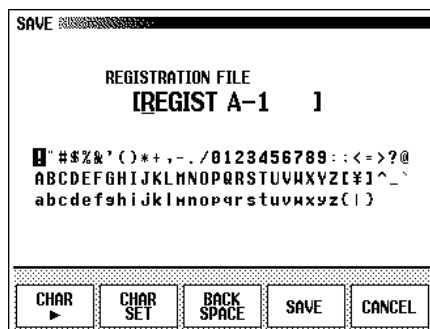 SAVE
REGISTRATION FILE
[REGIST A-1     ]
!"#$%&'()*+,-./0123456789:;<=>?@
ABCDEFGHIJKLMNOPQRSTUVWXYZ[¥]^_`
abcdefghijklmnopqrstuvwxyz{|}
CHAR ▶
CHAR SET
BACK SPACE
SAVE
CANCEL